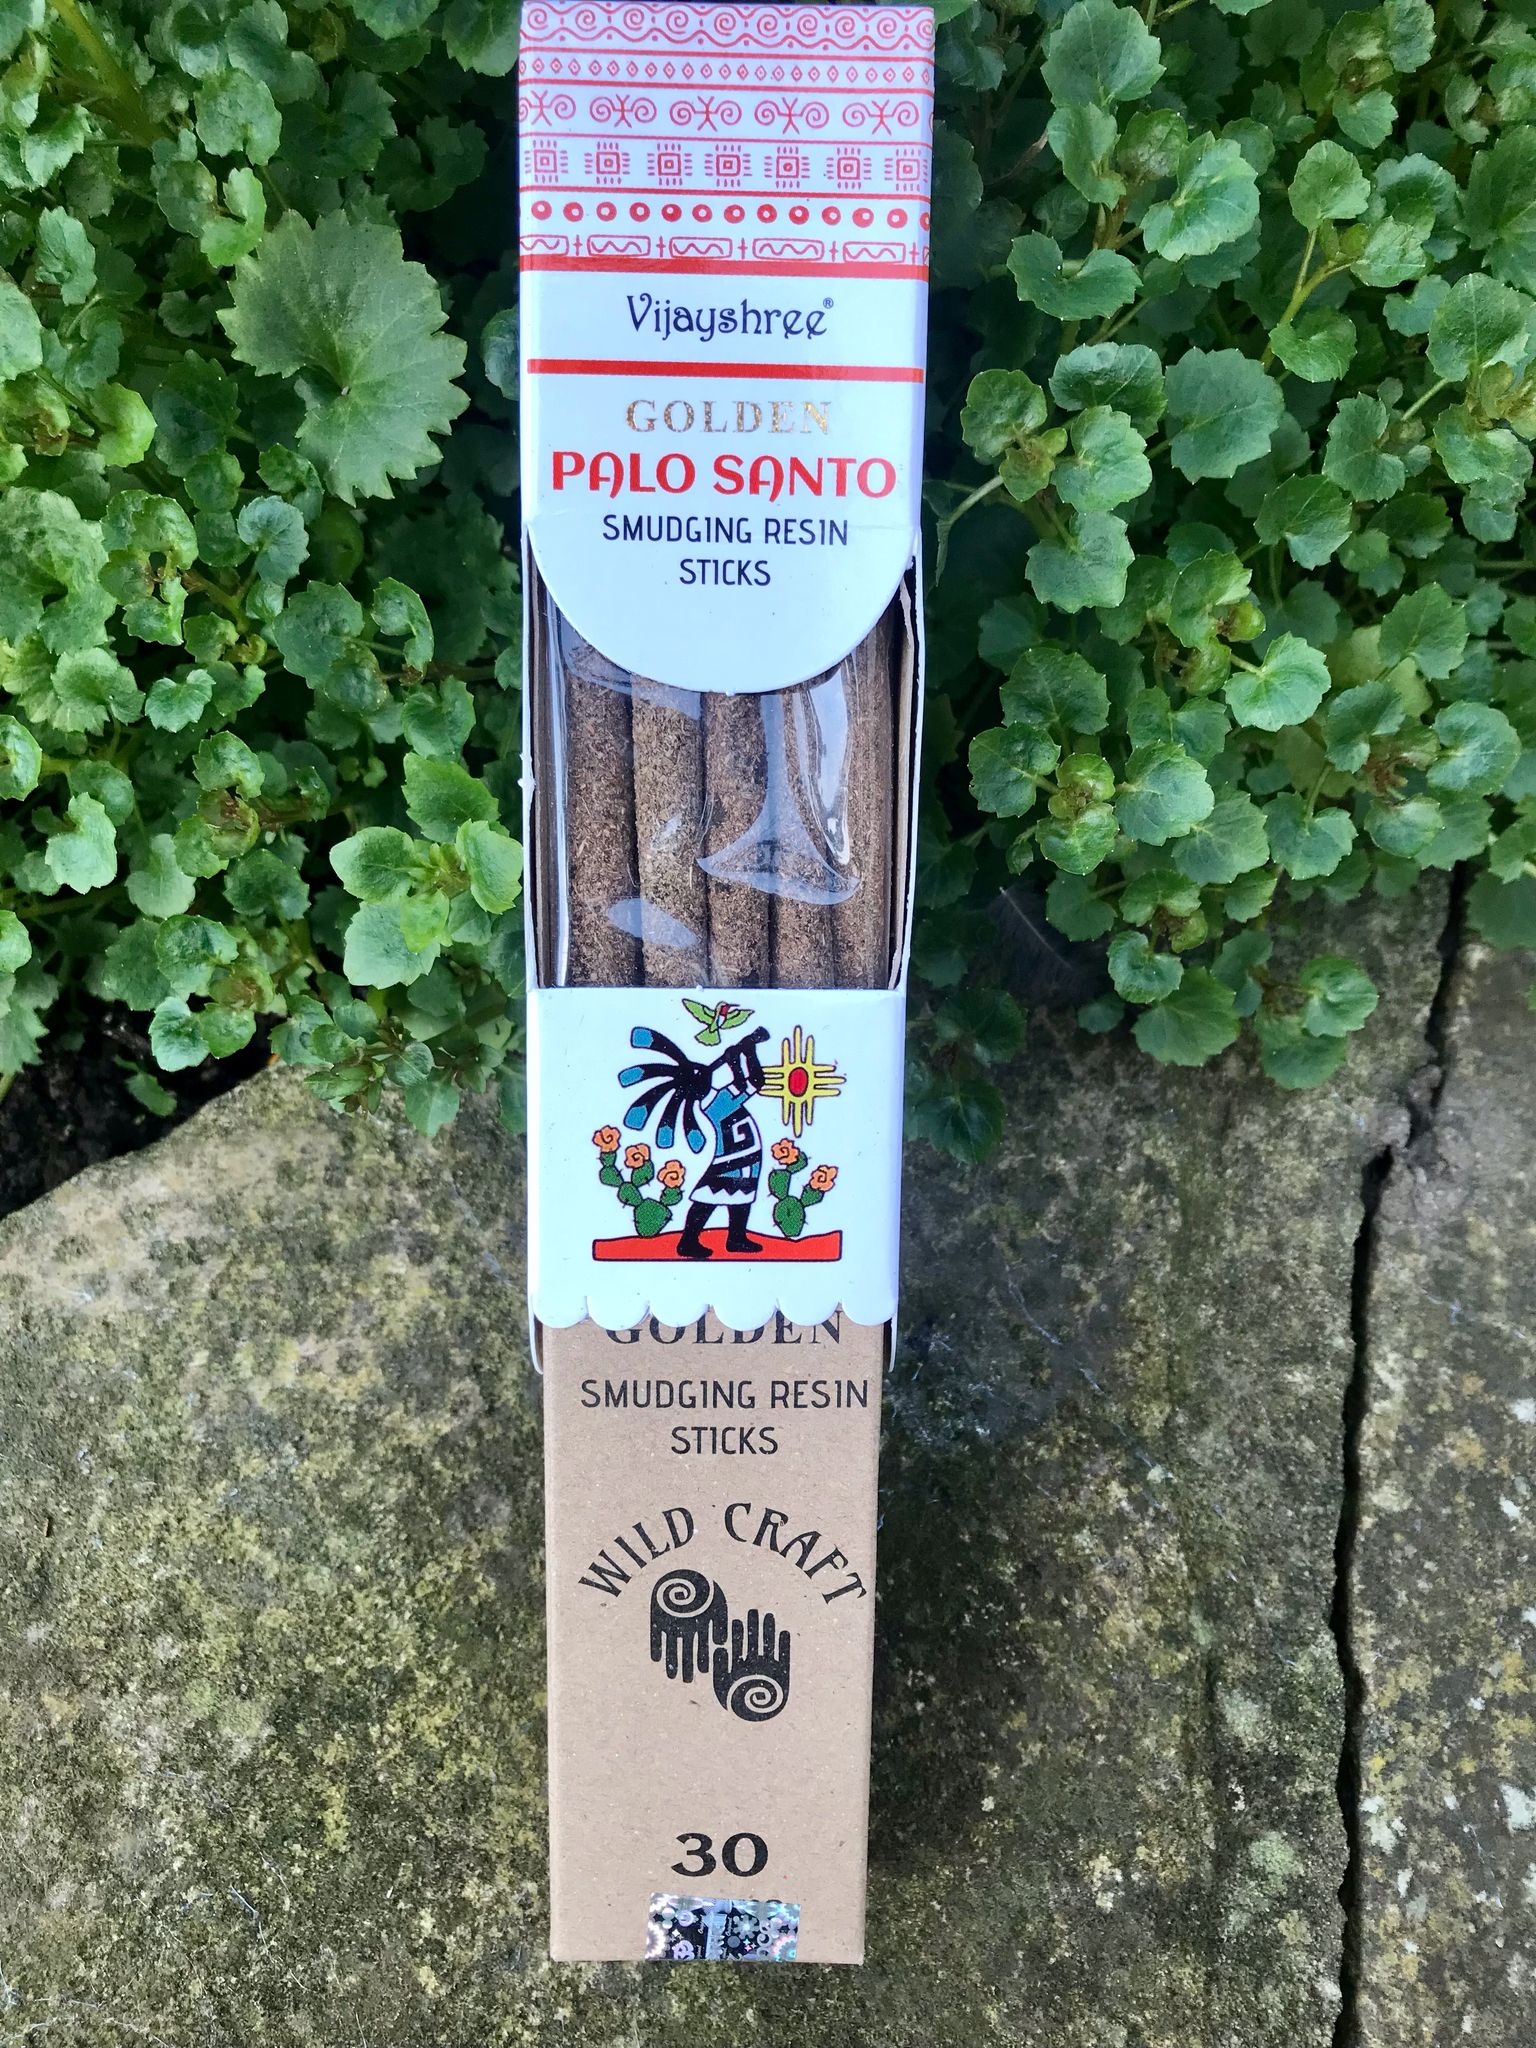 Vijayshree®
GOLDEN
PALO SANTO
SMUDGING RESIN
STICKS
GOLDEN
SMUDGING RESIN
STICKS
WILD CRAFT
30